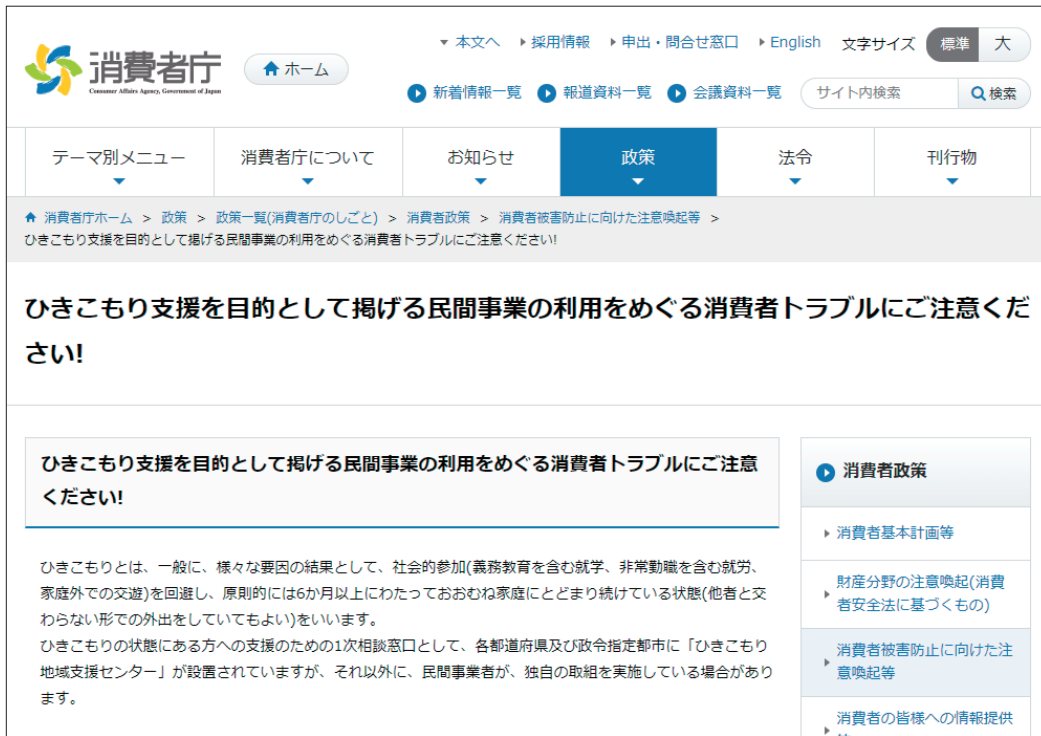 本文へ 採用情報 申出・問合せ窓口 English 文字サイズ 標準 大
消費者庁
Consumer Affairs Agency, Government of Japan
ホーム
新着情報一覧 報道資料一覧 会議資料一覧 サイト内検索 検索
テーマ別メニュー 消費者庁について お知らせ 政策 法令 刊行物
消費者庁ホーム > 政策 > 政策一覧(消費者庁のしごと) > 消費者政策 > 消費者被害防止に向けた注意喚起等 >
ひきこもり支援を目的として掲げる民間事業の利用をめぐる消費者トラブルにご注意ください!
ひきこもり支援を目的として掲げる民間事業の利用をめぐる消費者トラブルにご注意くだ
さい!
ひきこもり支援を目的として掲げる民間事業の利用をめぐる消費者トラブルにご注意
ください!
ひきこもりとは、一般に、様々な要因の結果として、社会的参加(義務教育を含む就学、非常勤職を含む就労、
家庭外での交遊)を回避し、原則的には6か月以上にわたっておおむね家庭にとどまり続けている状態(他者と交
わらない形での外出をしていてもよい)をいいます。
ひきこもりの状態にある方への支援のための1次相談窓口として、各都道府県及び政令指定都市に「ひきこもり
地域支援センター」が設置されていますが、それ以外に、民間事業者が、独自の取組を実施している場合があり
ます。
消費者政策
消費者基本計画等
財産分野の注意喚起(消費
者安全法に基づくもの)
消費者被害防止に向けた注
意喚起等
消費者の皆様への情報提供